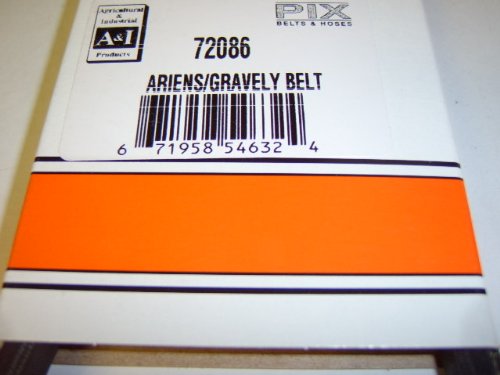 Agricultural
&
Industrial
A&I
Products
PIX
BELTS & HOSES
72086
ARIENS/GRAVELY BELT
6 71958 54632 4